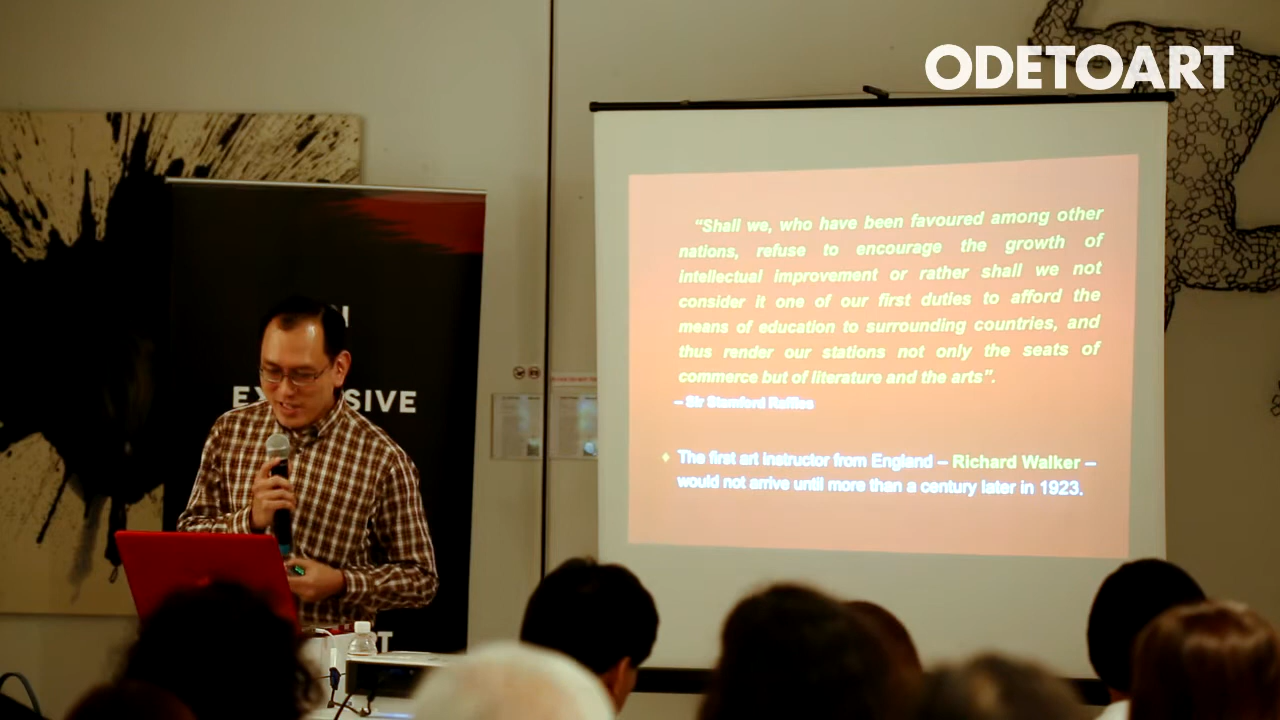 ODETOART
"Shall we, who have been favoured among other
nations, refuse to encourage the growth of
intellectual improvement or rather shall we not
consider it one of our first duties to afford the
means of education to surrounding countries, and
thus render our stations not only the seats of
commerce but of literature and the arts".
– Sir Stamford Raffles
The first art instructor from England – Richard Walker –
would not arrive until more than a century later in 1923.